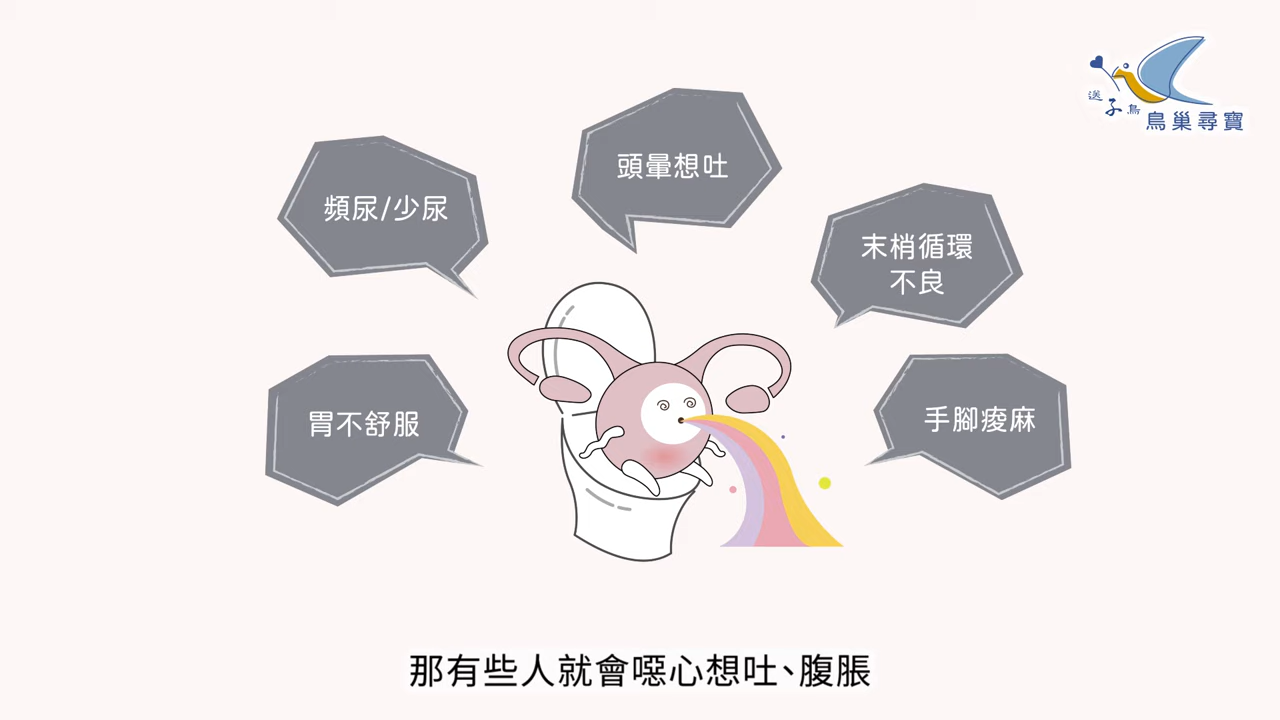 送子鳥
鳥巢尋寶
頭暈想吐
頻尿/少尿
末梢循環
不良
胃不舒服
手腳痠麻
那有些人就會噁心想吐、腹脹